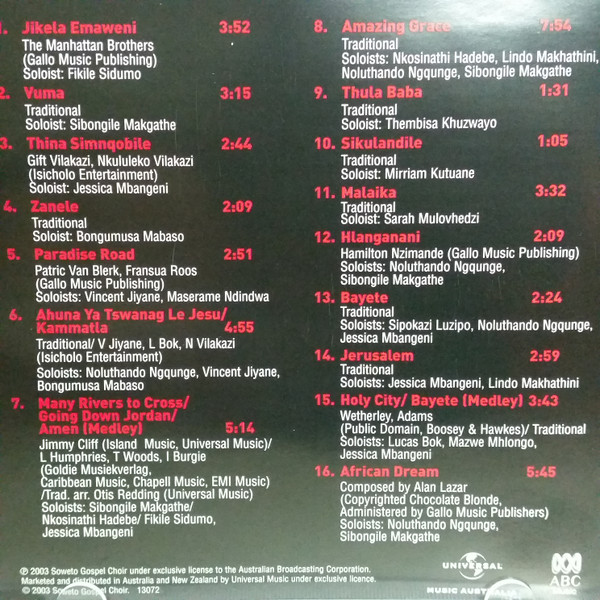 1. Jikela Emaweni 3:52
The Manhattan Brothers
(Gallo Music Publishing)
Soloist: Fikile Sidumo
2. Yuma 3:15
Traditional
Soloist: Sibongile Makgathe
3. Thina Simnqobile 2:44
Gift Vilakazi, Nkululeko Vilakazi
(Isicholo Entertainment)
Soloist: Jessica Mbangeni
4. Zanele 2:09
Traditional
Soloist: Bongumusa Mabaso
5. Paradise Road 2:51
Patric Van Blerk, Fransua Roos
(Gallo Music Publishing)
Soloists: Vincent Jiyane, Maserame Ndindwa
6. Ahuna Ya Tswanag Le Jesu/
Kammatla 4:55
Traditional/ V Jiyane, L Bok, N Vilakazi
(Isicholo Entertainment)
Soloists: Noluthando Ngqunge, Vincent Jiyane,
Bongumusa Mabaso
7. Many Rivers to Cross/
Going Down Jordan/
Amen (Medley) 5:14
Jimmy Cliff (Island Music, Universal Music)/
L Humphries, T Woods, I Burgie
(Goldie Musiekverlag,
Caribbean Music, Chapell Music, EMI Music)
/Trad. arr. Otis Redding (Universal Music)
Soloists: Sibongile Makgathe/
Nkosinathi Hadebe/ Fikile Sidumo,
Jessica Mbangeni
8. Amazing Grace 7:54
Traditional
Soloists: Nkosinathi Hadebe, Lindo Makhathini,
Noluthando Ngqunge, Sibongile Makgathe
9. Thula Baba 1:31
Traditional
Soloist: Thembisa Khuzwayo
10. Sikulandile 1:05
Traditional
Soloist: Mirriam Kutuane
11. Malaika 3:32
Traditional
Soloist: Sarah Mulovhedzi
12. Hlanganani 2:09
Hamilton Nzimande (Gallo Music Publishing)
Soloists: Noluthando Ngqunge,
Sibongile Makgathe
13. Bayete 2:24
Traditional
Soloists: Sipokazi Luzipo, Noluthando Ngqunge,
Jessica Mbangeni
14. Jerusalem 2:59
Traditional
Soloists: Jessica Mbangeni, Lindo Makhathini
15. Holy City/ Bayete (Medley) 3:43
Wetherley, Adams
(Public Domain, Boosey & Hawkes)/ Traditional
Soloists: Lucas Bok, Mazwe Mhlongo,
Jessica Mbangeni
16. African Dream 5:45
Composed by Alan Lazar
(Copyrighted Chocolate Blonde,
Administered by Gallo Music Publishers)
Soloists: Noluthando Ngqunge,
Sibongile Makgathe
℗ 2003 Soweto Gospel Choir under exclusive license to the Australian Broadcasting Corporation.
Marketed and distributed in Australia and New Zealand by Universal Music under exclusive licence.
© 2003 Soweto Gospel Choir. 13072
UNIVERSAL
MUSIC AUSTRALIA
ABC
Music